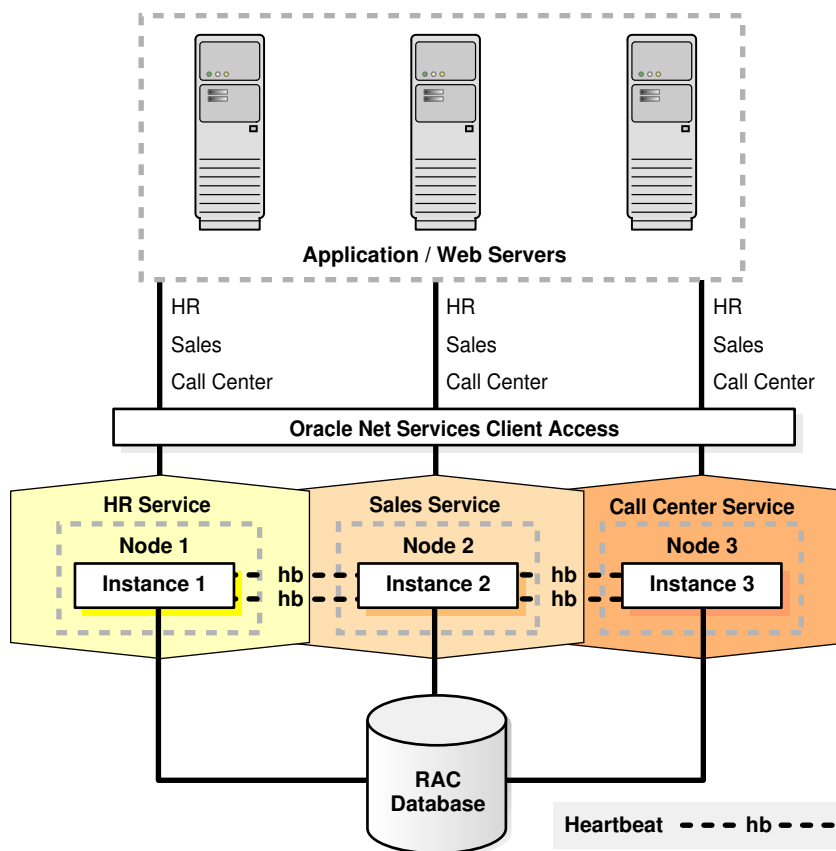 Application / Web Servers
HR
Sales
Call Center
HR
Sales
Call Center
HR
Sales
Call Center
Oracle Net Services Client Access
HR Service
Sales Service
Call Center Service
Node 1
Node 2
Node 3
Instance 1
hb
hb
Instance 2
hb
hb
Instance 3
RAC
Database
Heartbeat
hb